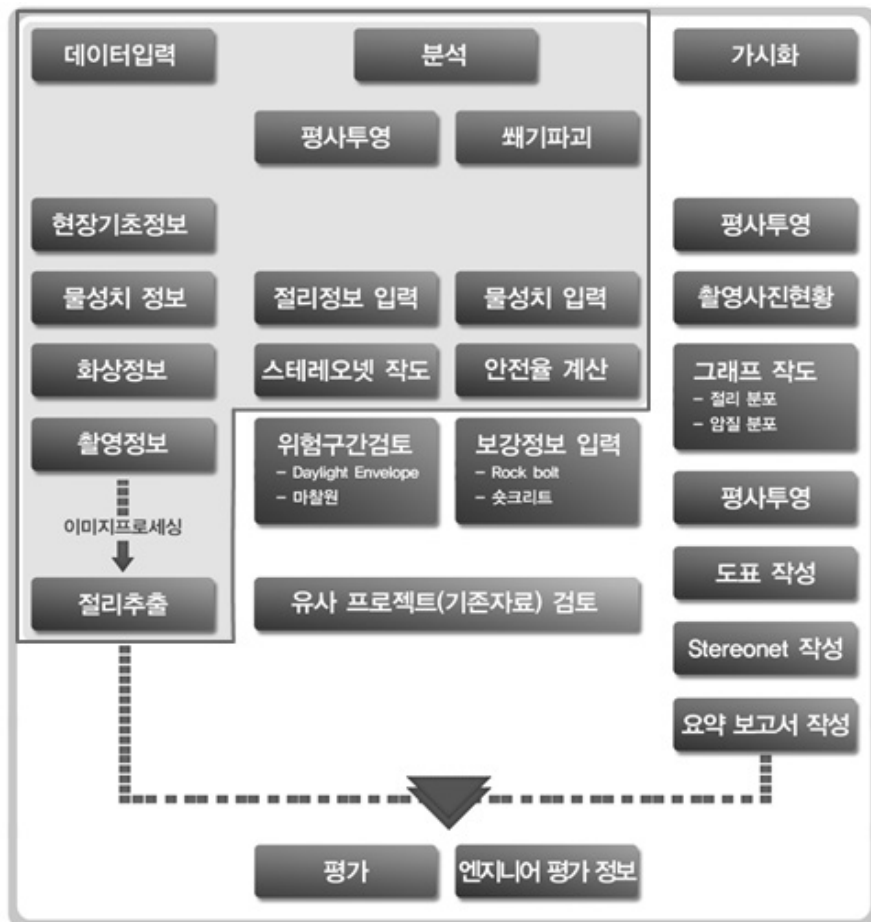 데이터입력
분석
가시화
평사투영
쐐기파괴
현장기초정보
평사투영
물성치 정보
절리정보 입력
물성치 입력
촬영사진현황
화상정보
스테레오넷 작도
안전율 계산
그래프 작도
- 절리 분포
- 암질 분포
촬영정보
위험구간검토
- Daylight Envelope
- 마찰원
보강정보 입력
- Rock bolt
- 숏크리트
평사투영
이미지프로세싱
도표 작성
절리추출
유사 프로젝트(기존자료) 검토
Stereonet 작성
요약 보고서 작성
평가
엔지니어 평가 정보